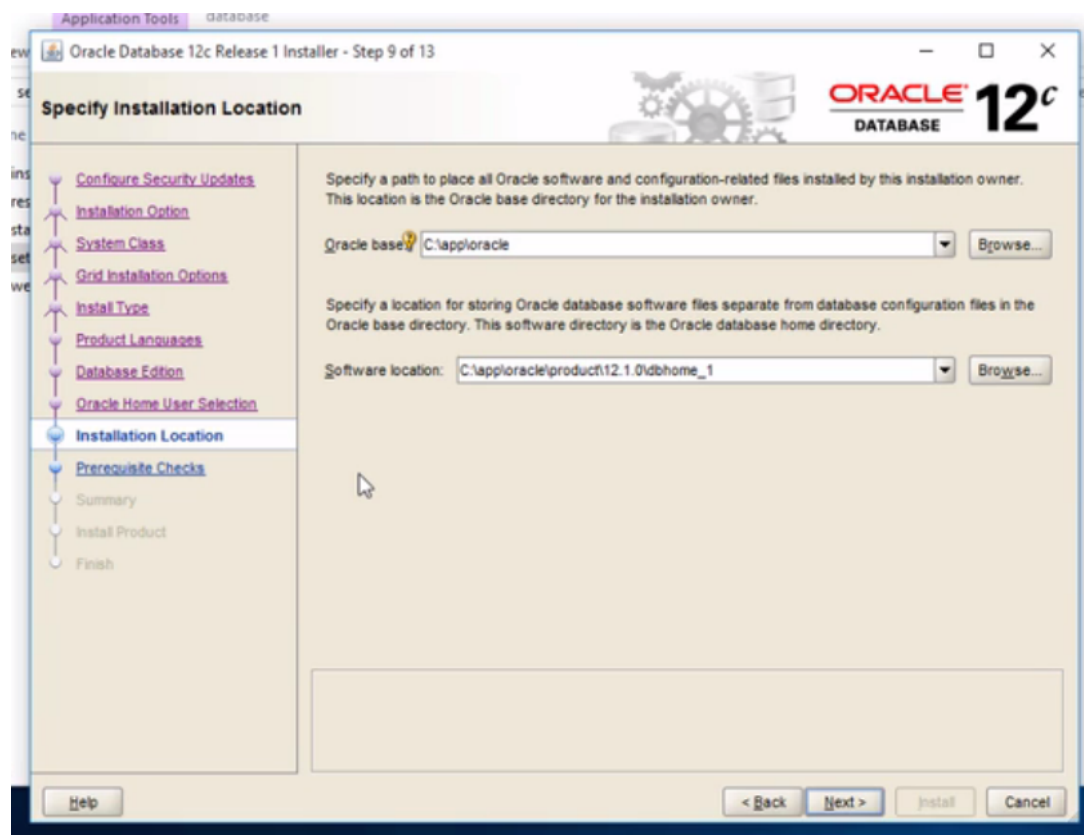 Application Tools database
Oracle Database 12c Release 1 Installer - Step 9 of 13
Specify Installation Location
ORACLE
DATABASE
12c
Configure Security Updates
Installation Option
System Class
Grid Installation Options
Install Type
Product Languages
Database Edition
Oracle Home User Selection
Installation Location
Prerequisite Checks
Summary
Install Product
Finish
Specify a path to place all Oracle software and configuration-related files installed by this installation owner.
This location is the Oracle base directory for the installation owner.
Oracle base: C:\app\oracle Browse...
Specify a location for storing Oracle database software files separate from database configuration files in the
Oracle base directory. This software directory is the Oracle database home directory.
Software location: C:\app\oracle\product\12.1.0\dbhome_1 Browse...
Help < Back Next > Install Cancel